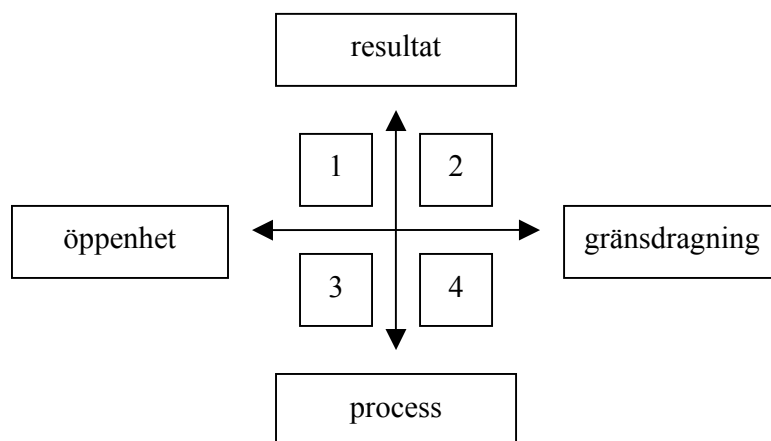 resultat
1 2
öppenhet gränsdragning
3 4
process